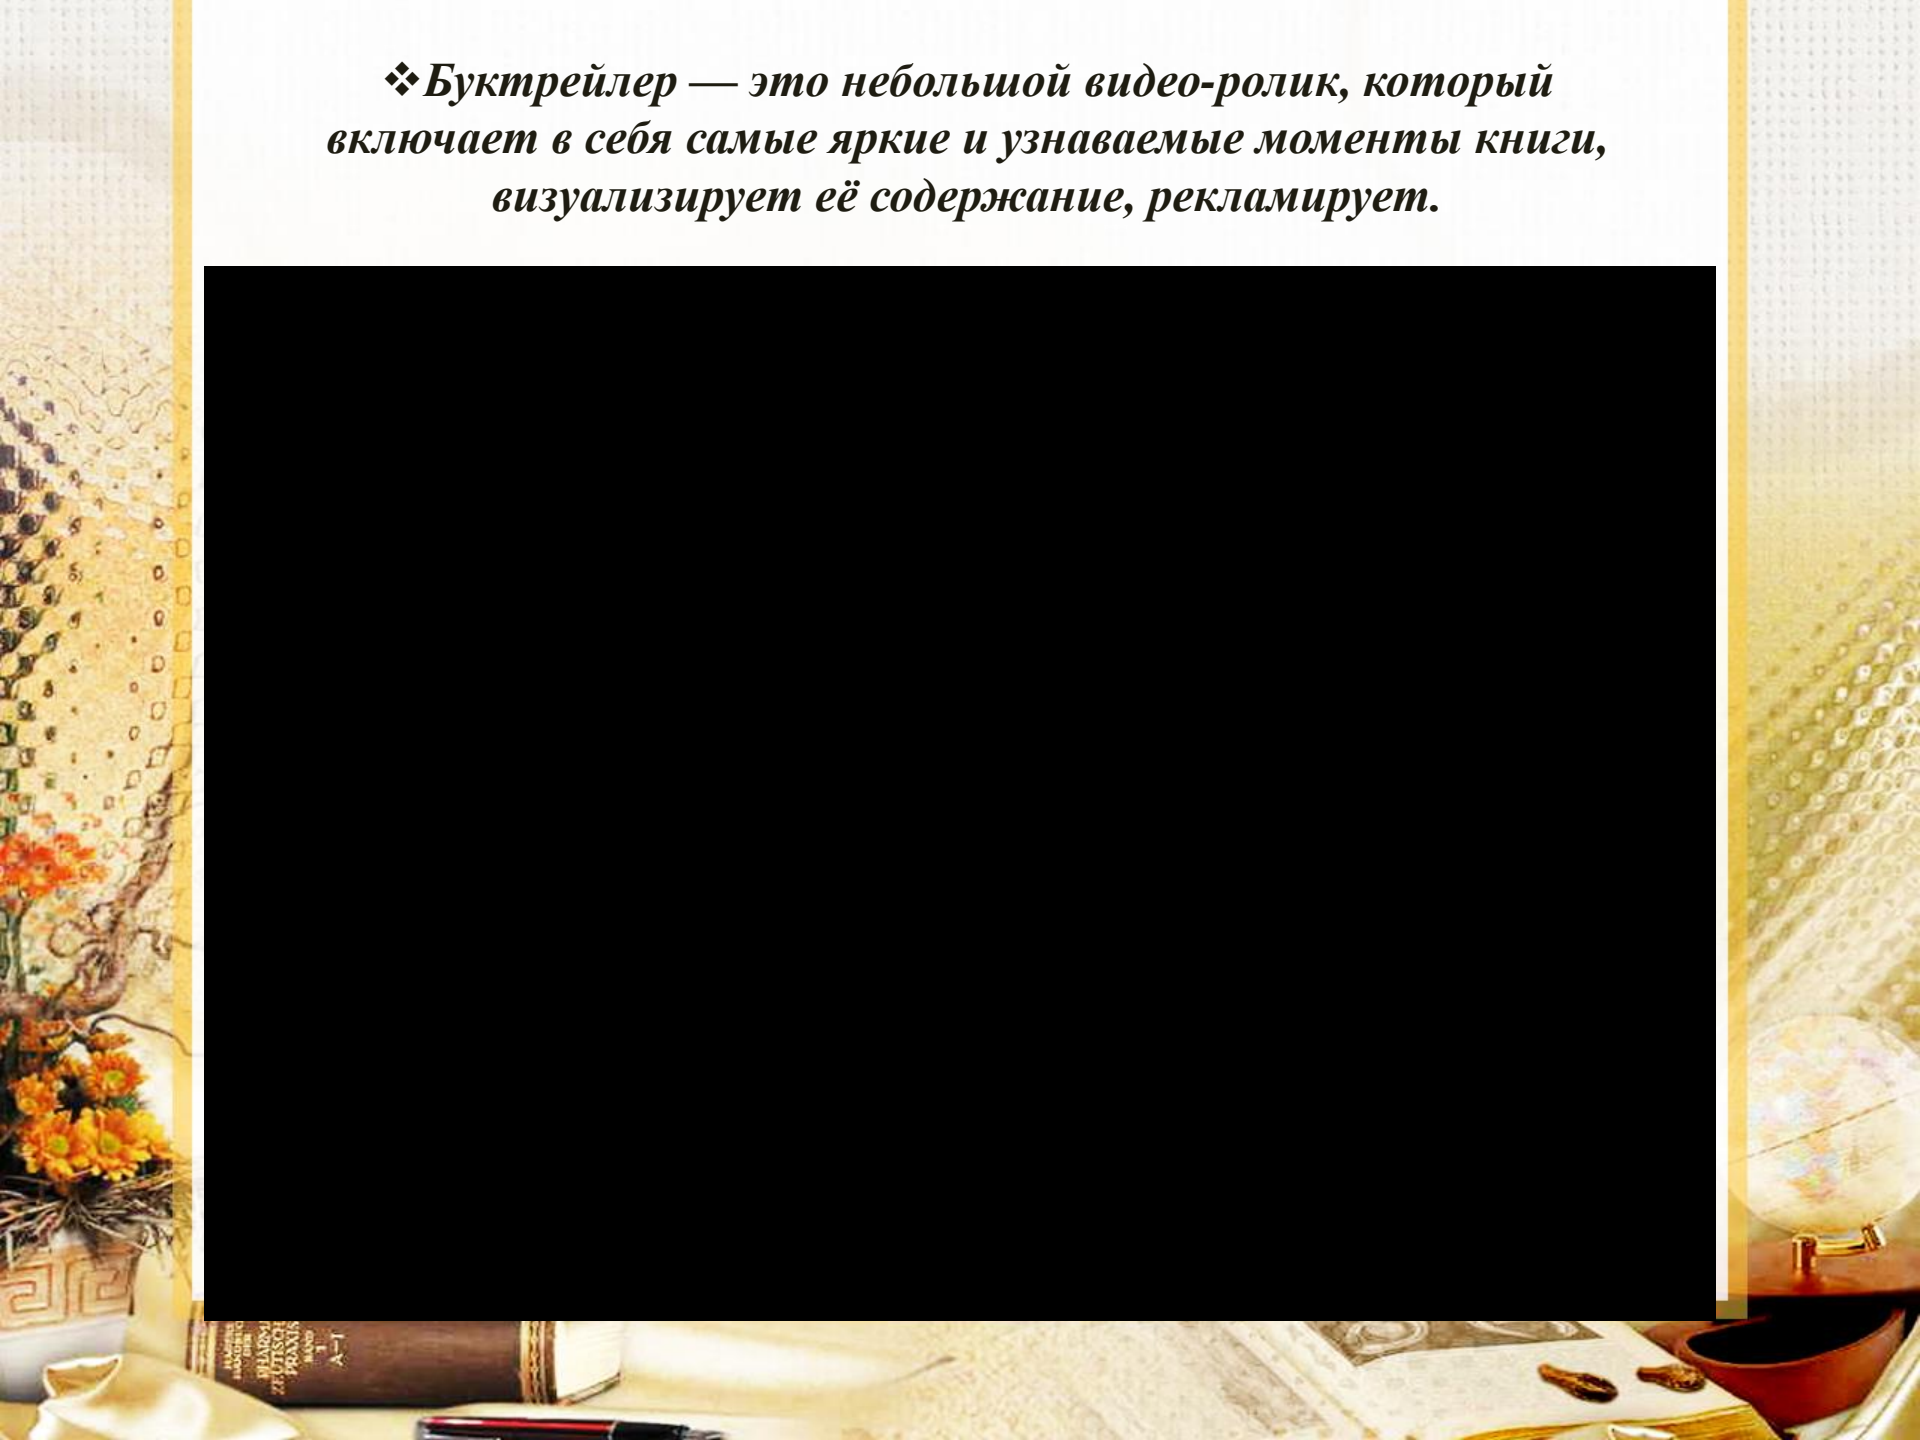 ❖Буктрейлер — это небольшой видео-ролик, который
включает в себя самые яркие и узнаваемые моменты книги,
визуализирует её содержание, рекламирует.
A–J